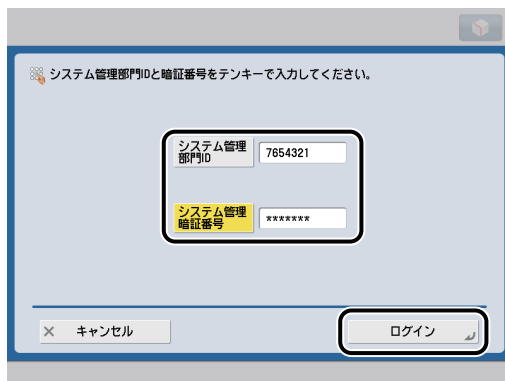 システム管理部門IDと暗証番号をテンキーで入力してください。
システム管理
部門ID
7654321
システム管理
暗証番号
*******
× キャンセル
ログイン